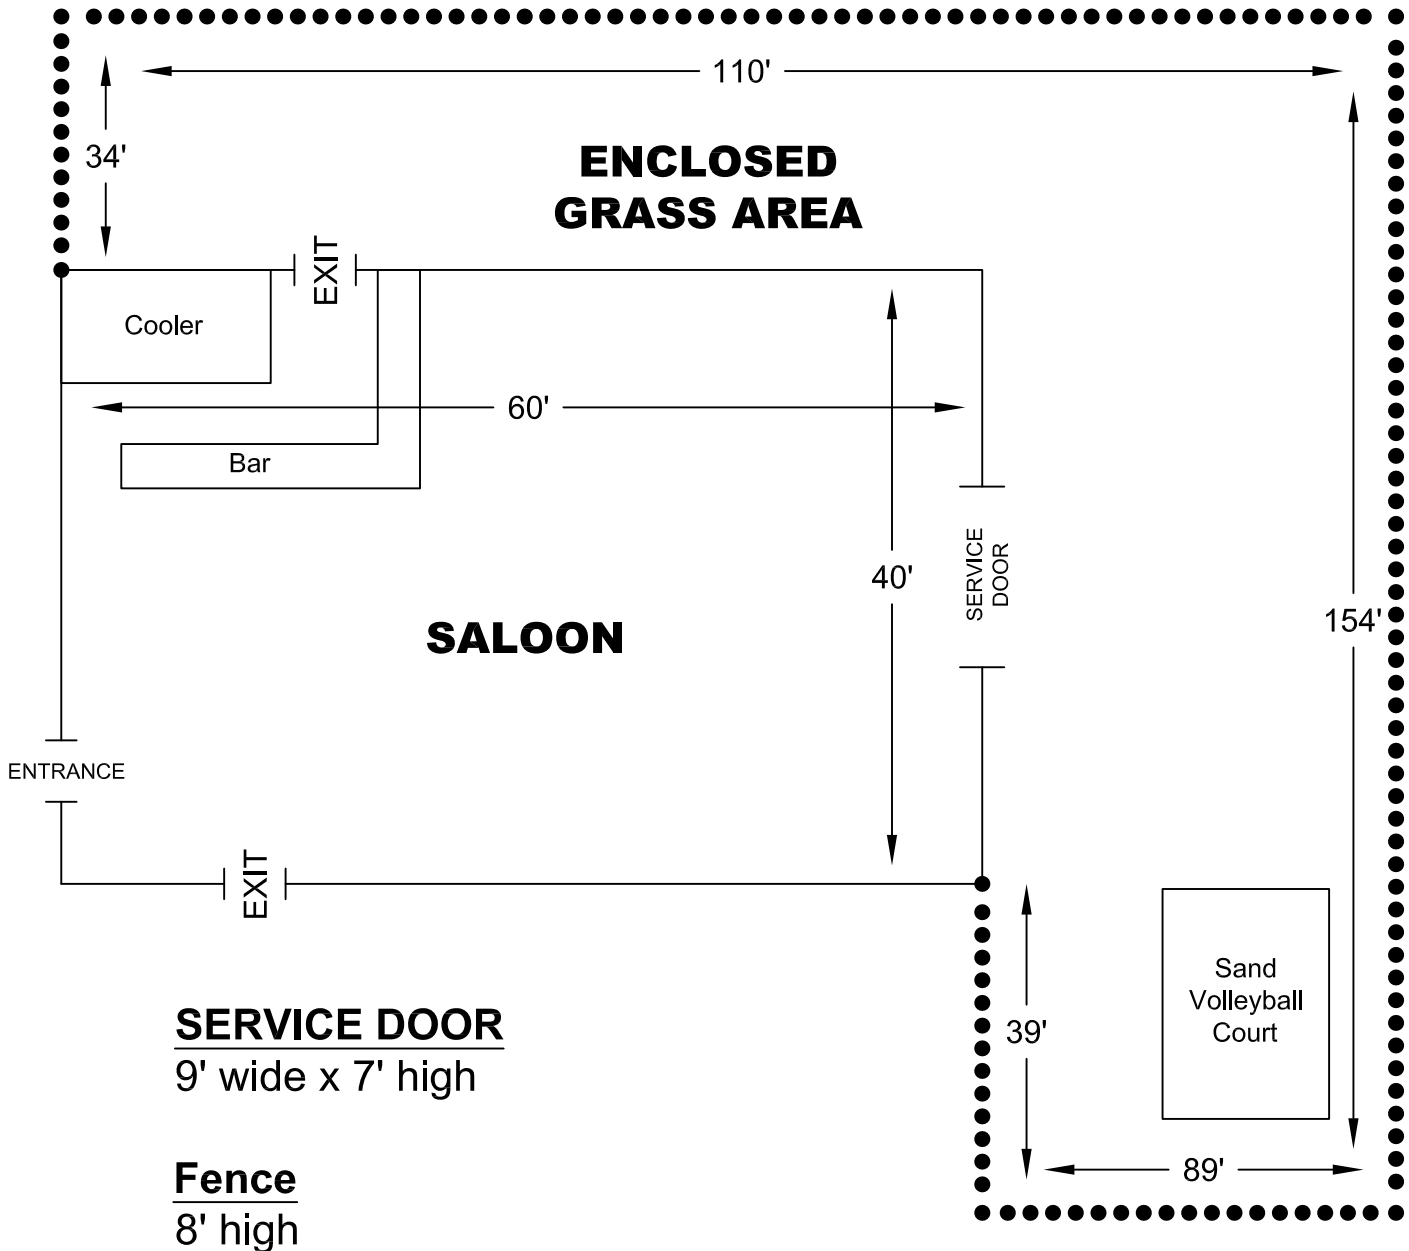 110'
34'
ENCLOSED
GRASS AREA
EXIT
Cooler
60'
Bar
40'
SERVICE
DOOR
SALOON
154'
ENTRANCE
EXIT
Sand
Volleyball
Court
SERVICE DOOR
9' wide x 7' high
39'
89'
Fence
8' high